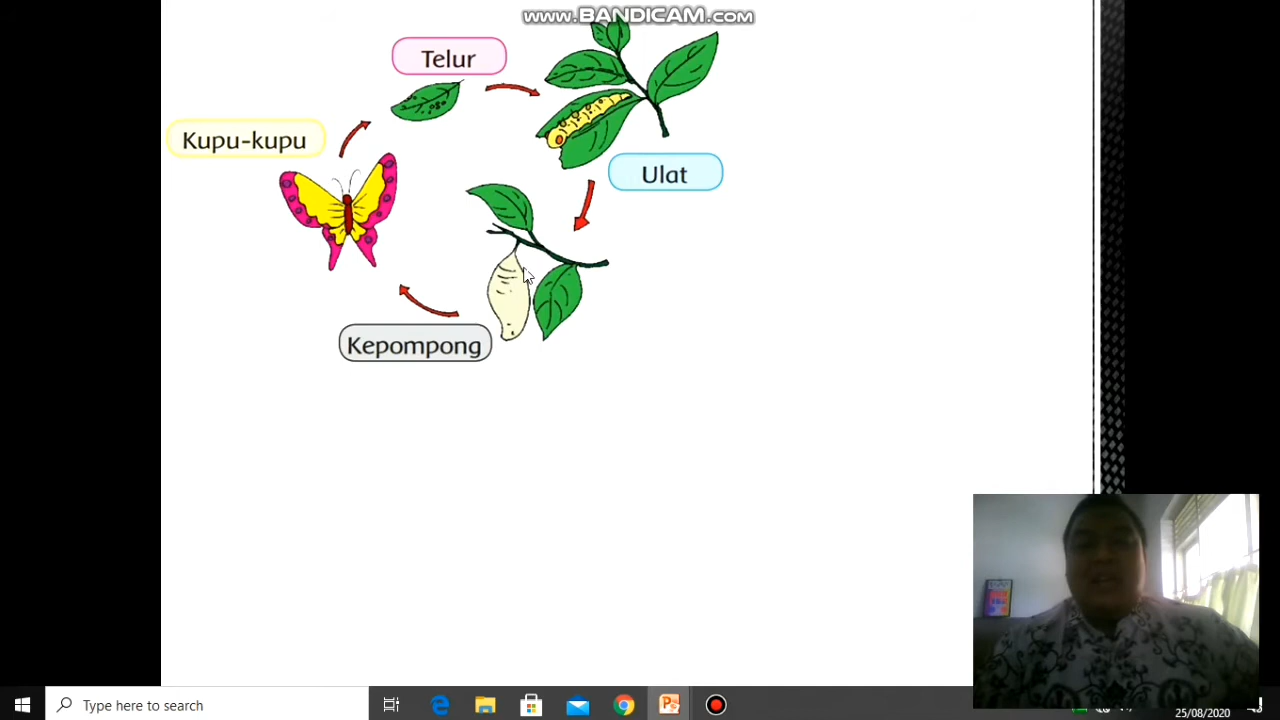 www.BANDICAM.com
Telur
Kupu-kupu
Ulat
Kepompong
Type here to search
25/08/2020